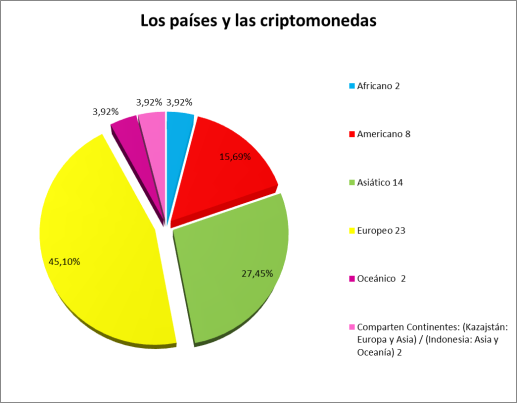 Los países y las criptomonedas
3,92%
3,92%
3,92%
15,69%
27,45%
45,10%
Africano 2
Americano 8
Asiático 14
Europeo 23
Oceánico  2
Comparten Continentes: (Kazajstán:
Europa y Asia) / (Indonesia: Asia y
Oceanía) 2